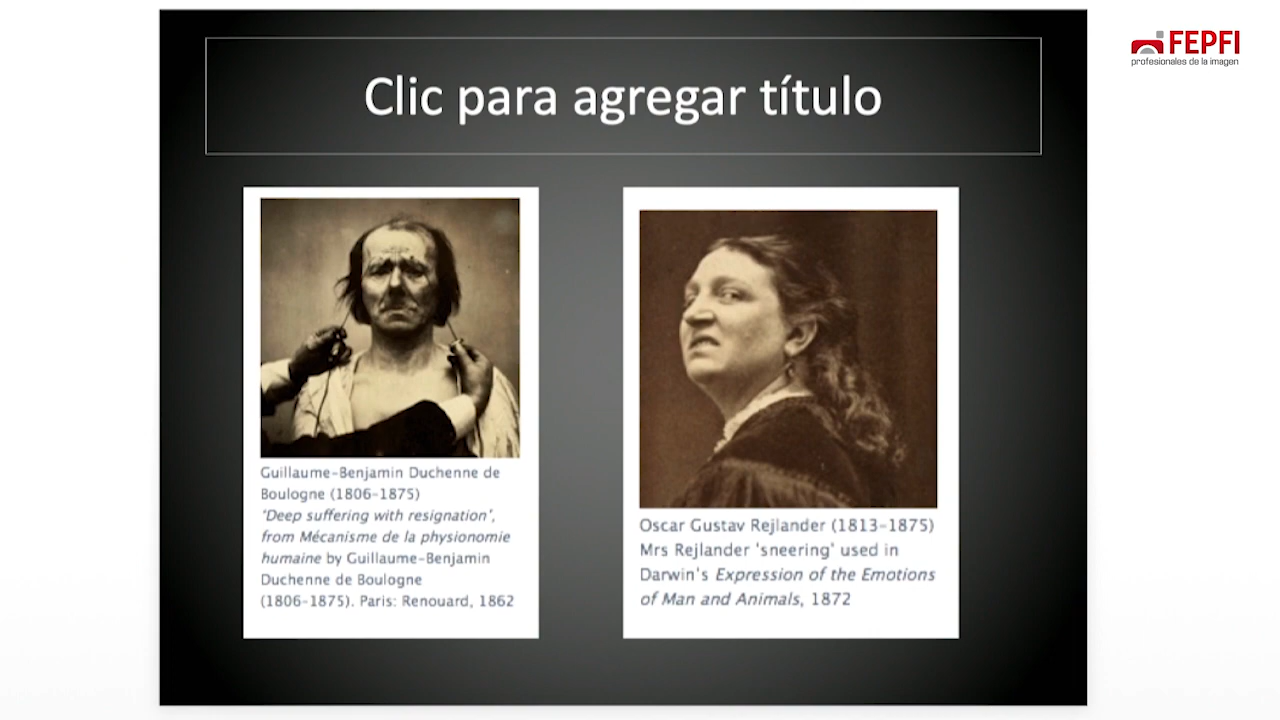 FEPFI
profesionales de la imagen
Clic para agregar título
Guillaume-Benjamin Duchenne de
Boulogne (1806-1875)
"Deep suffering with resignation",
from Mécanisme de la physionomie
humaine by Guillaume-Benjamin
Duchenne de Boulogne
(1806-1875). Paris: Renouard, 1862
Oscar Gustav Rejlander (1813-1875)
Mrs Rejlander 'sneering' used in
Darwin's Expression of the Emotions
of Man and Animals, 1872